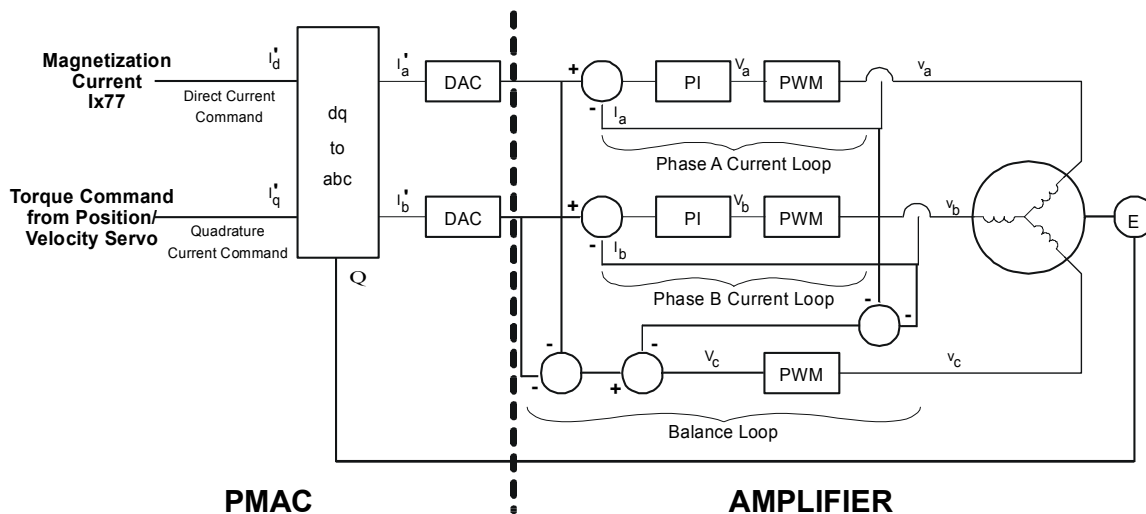 Magnetization
Current
Ix77
I'd
Direct Current
Command
Torque Command
from Position/
Velocity Servo
I'q
Quadrature
Current Command
dq
to
abc
Q
I'a
DAC
I'b
DAC
+
-
Ia
PI
Va
PWM
va
Phase A Current Loop
+
-
Ib
PI
Vb
PWM
vb
Phase B Current Loop
E
-
-
-
-
+
-
Vc
PWM
vc
Balance Loop
PMAC
AMPLIFIER